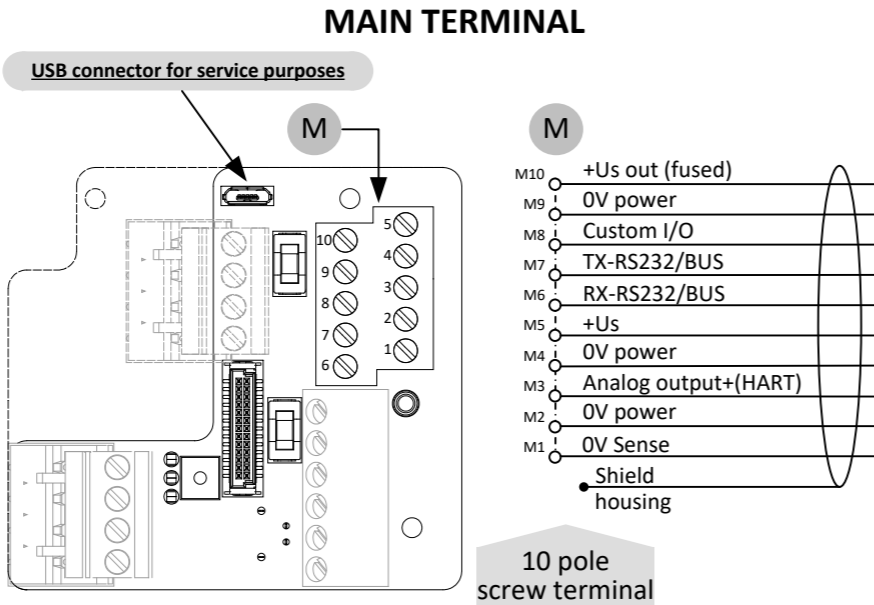 MAIN TERMINAL
USB connector for service purposes
M
5
10
4
9
3
8
2
7
1
6
M
M10 +Us out (fused)
M9 0V power
M8 Custom I/O
M7 TX-RS232/BUS
M6 RX-RS232/BUS
M5 +Us
M4 0V power
M3 Analog output+(HART)
M2 0V power
M1 0V Sense
Shield
housing
10 pole
screw terminal